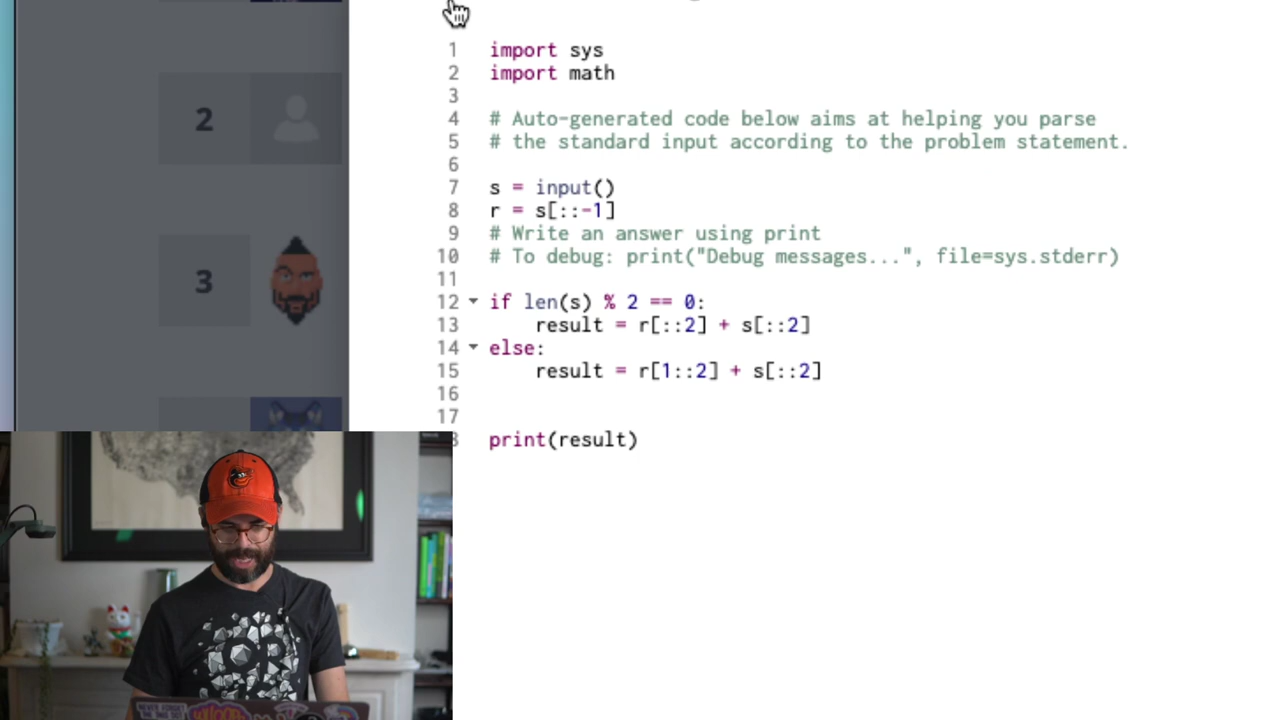 2
3
1 import sys
2 import math
3
4 # Auto-generated code below aims at helping you parse
5 # the standard input according to the problem statement.
6
7 s = input()
8 r = s[::-1]
9 # Write an answer using print
10 # To debug: print("Debug messages...", file=sys.stderr)
11
12 if len(s) % 2 == 0:
13     result = r[::2] + s[::2]
14 else:
15     result = r[1::2] + s[::2]
16
17
print(result)
OR
NEVER FORGET